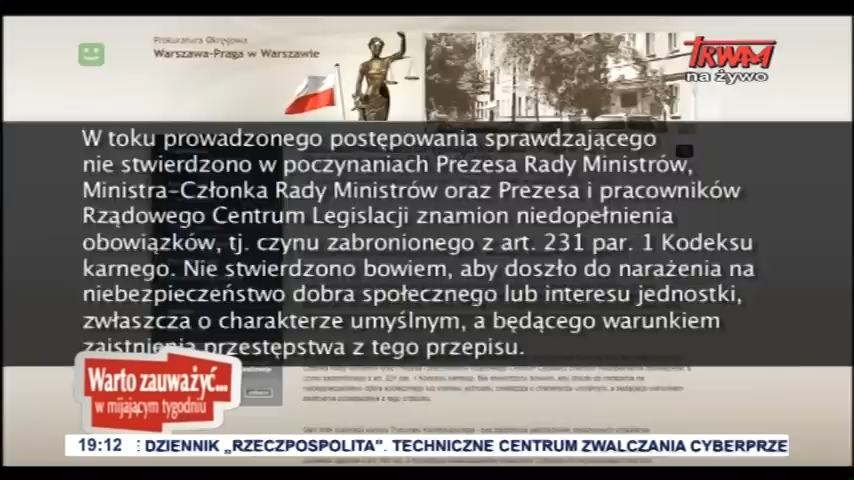 Prokuratura Okręgowa
Warszawa-Praga w Warszawie
TRWAM
na żywo
W toku prowadzonego postępowania sprawdzającego
nie stwierdzono w poczynaniach Prezesa Rady Ministrów,
Ministra-Członka Rady Ministrów oraz Prezesa i pracowników
Rządowego Centrum Legislacji znamion niedopełnienia
obowiązków, tj. czynu zabronionego z art. 231 par. 1 Kodeksu
karnego. Nie stwierdzono bowiem, aby doszło do narażenia na
niebezpieczeństwo dobra społecznego lub interesu jednostki,
zwłaszcza o charakterze umyślnym, a będącego warunkiem
zaistnienia przestępstwa z tego przepisu.
Warto zauważyć...
w mijającym tygodniu
19:12 DZIENNIK „RZECZPOSPOLITA". TECHNICZNE CENTRUM ZWALCZANIA CYBERPRZE